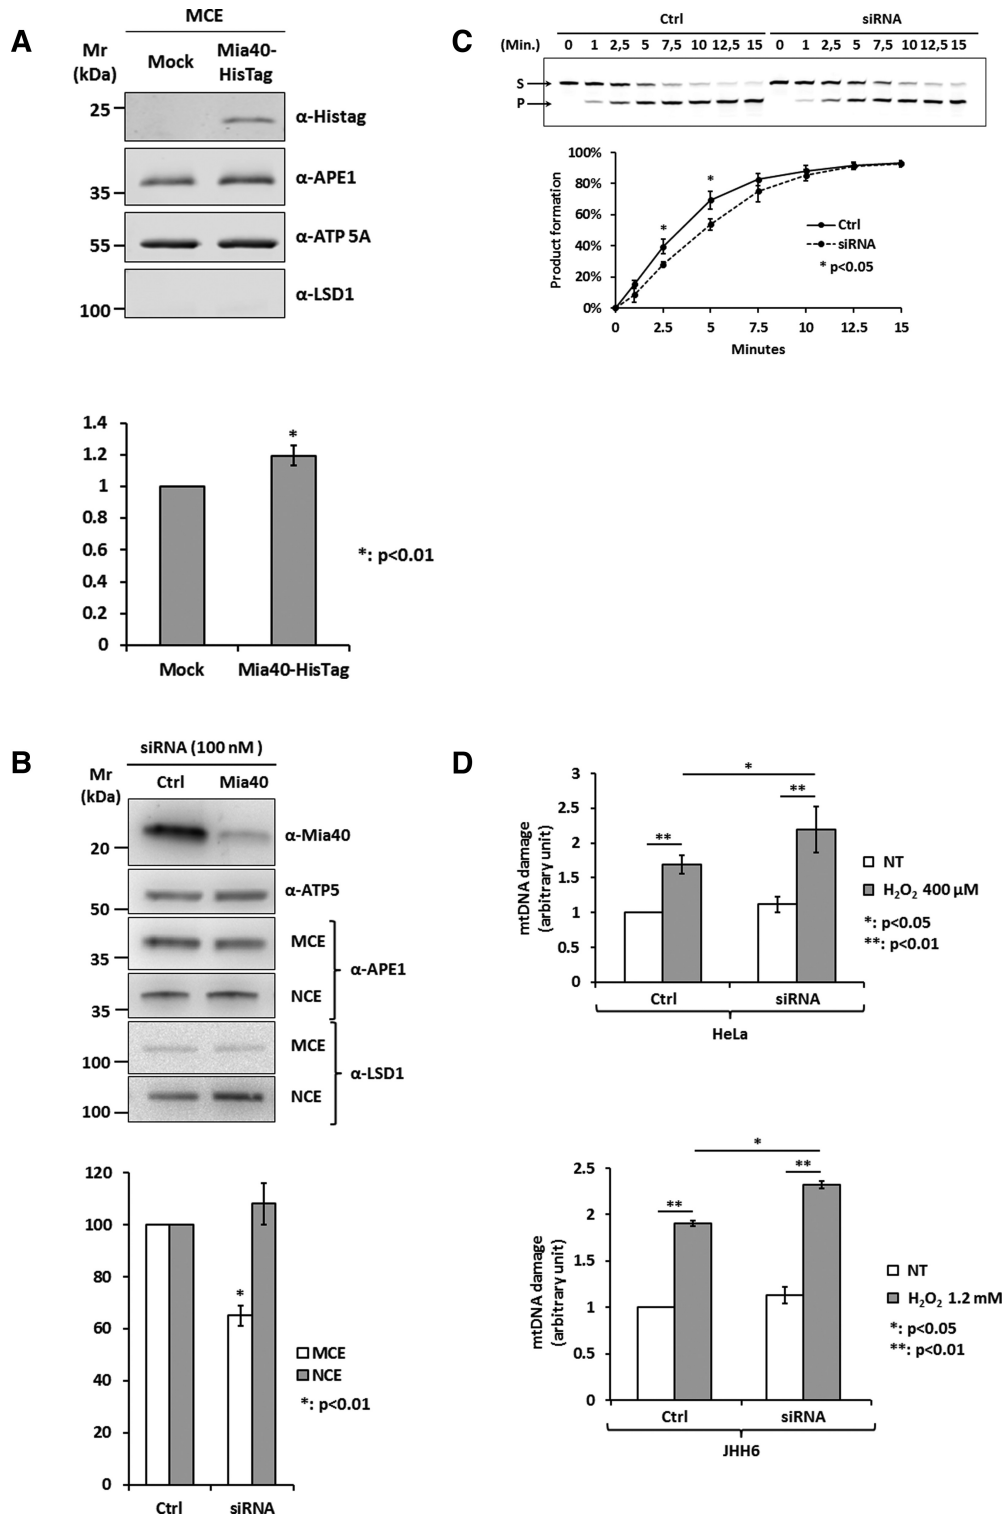 A
MCE
Mr
(kDa)
Mock
Mia40-
HisTag
25
α-Histag
35
α-APE1
55
α-ATP 5A
100
α-LSD1
1.4
1.2
1
0.8
0.6
0.4
0.2
0
*
*: p<0.01
Mock
Mia40-HisTag
B
siRNA (100 nM )
Mr
(kDa)
Ctrl
Mia40
20
α-Mia40
50
α-ATP5
35
MCE
35
NCE
α-APE1
100
MCE
100
NCE
α-LSD1
120
100
80
60
40
20
0
*
MCE
NCE
*: p<0.01
Ctrl
siRNA
C
Ctrl
siRNA
(Min.) 0 1 2,5 5 7,5 10 12,5 15 0 1 2,5 5 7,5 10 12,5 15
S
P
Product formation
100%
80%
60%
40%
20%
0%
*
*
Ctrl
siRNA
* p<0.05
0 2.5 5 7.5 10 12.5 15
Minutes
D
mtDNA damage
(arbitrary unit)
3
2.5
2
1.5
1
0.5
0
*
**
**
NT
H₂O₂ 400 µM
*: p<0.05
**: p<0.01
Ctrl
siRNA
HeLa
mtDNA damage
(arbitrary unit)
2.5
2
1.5
1
0.5
0
*
**
**
NT
H₂O₂ 1.2 mM
*: p<0.05
**: p<0.01
Ctrl
siRNA
JHH6